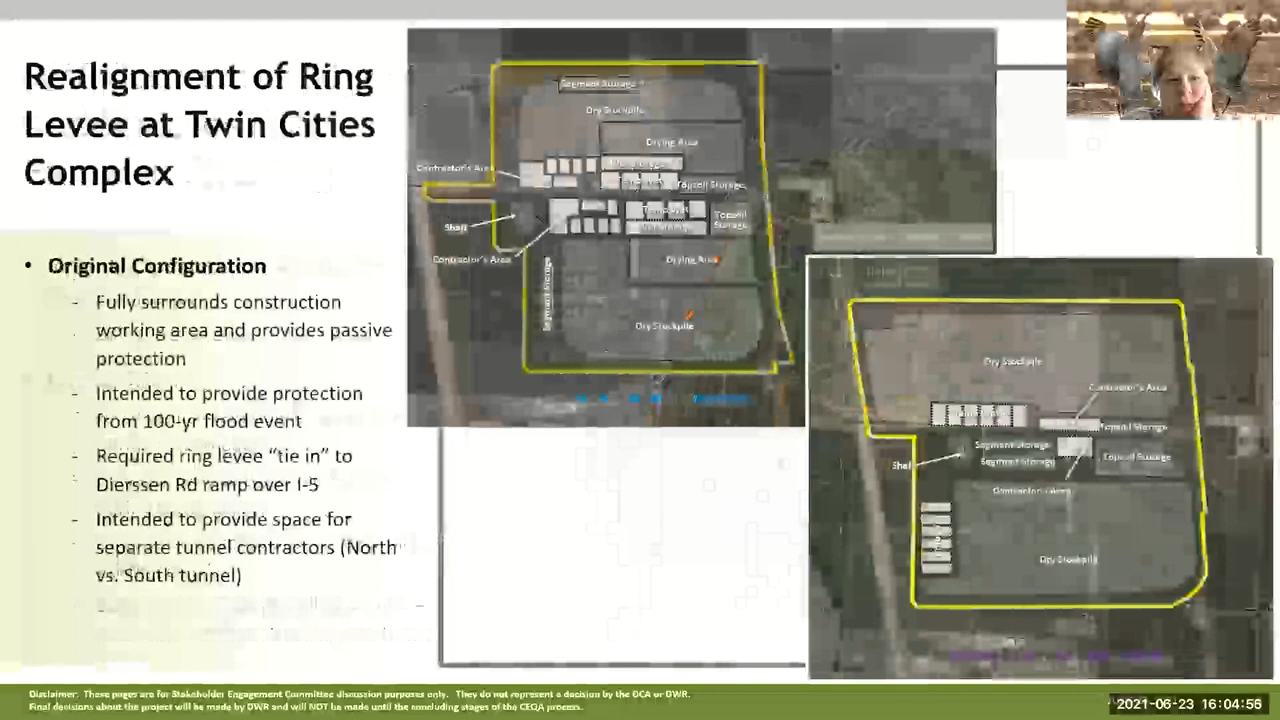 Realignment of Ring
Levee at Twin Cities
Complex
• Original Configuration
- Fully surrounds construction
working area and provides passive
protection
- Intended to provide protection
from 100-yr flood event
- Required ring levee “tie in” to
Dierssen Rd ramp over I-5
- Intended to provide space for
separate tunnel contractors (North
vs. South tunnel)
Segment Storage
Dry Stockpile
Drying Area
Contractor's Area
Topsoil Storage
Topsoil
Storage
Shaft
Contractor's Area
Drying Area
Segment Storage
Dry Stockpile
Dry Stockpile
Contractor's Area
Topsoil Storage
Segment Storage
Topsoil Storage
Segment Storage
Shaft
Dry Stockpile
Disclaimer: These pages are for Stakeholder Engagement Committee discussion purposes only. They do not represent a decision by the DCA or DWR.
Final decisions about the project will be made by DWR and will NOT be made until the concluding stages of the CEQA process.
2021-06-23 16:04:56